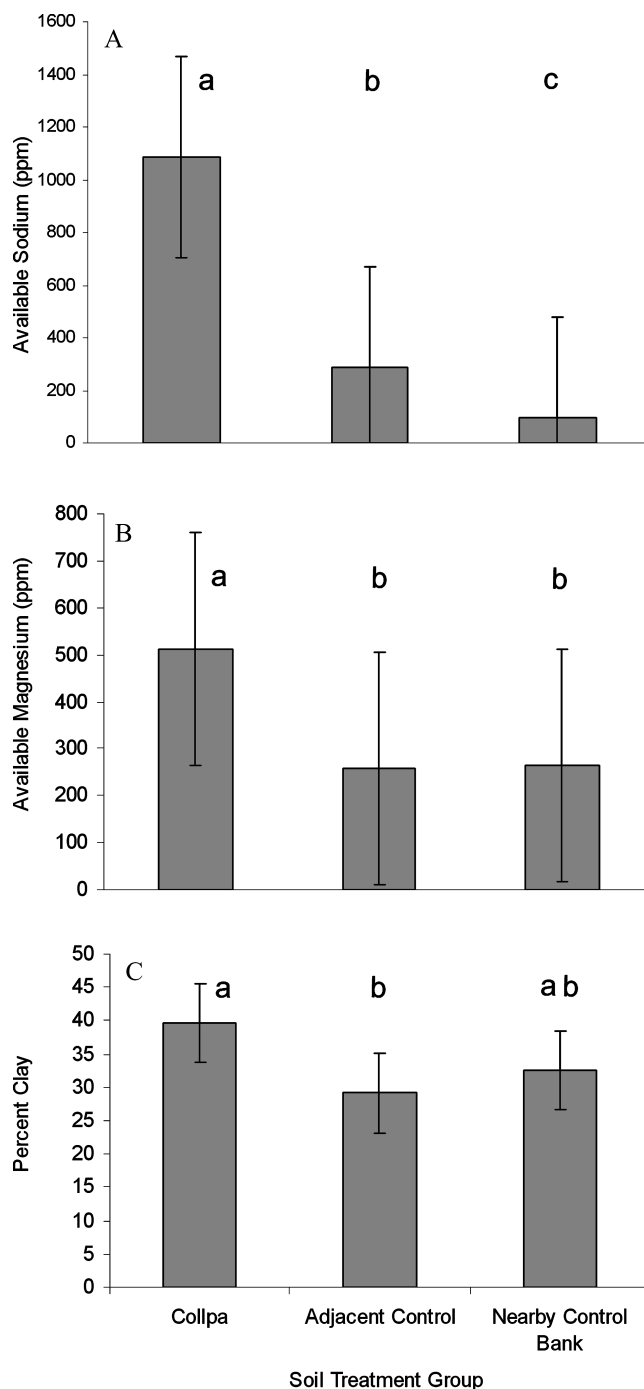 A
a b c
Available Sodium (ppm)
1600
1400
1200
1000
800
600
400
200
0
B
a b b
Available Magnesium (ppm)
800
700
600
500
400
300
200
100
0
C
a b a b
Percent Clay
50
45
40
35
30
25
20
15
10
5
0
Collpa Adjacent Control Nearby Control
Bank
Soil Treatment Group